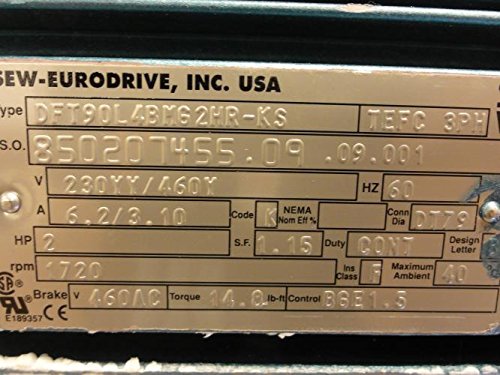 SEW-EURODRIVE, INC. USA
Type DFT90L4BMG2HR-KS TEFC 3PH
S.O. 850207455.09 .09.001
V 230YY/460Y HZ 60
A 6.2/3.10 Code K NEMA Nom Eff % Conn Dia DT79
HP 2 S.F. 1.15 Duty CONT Design Letter
rpm 1720 Ins Class F Maximum Ambient 40
Brake V 460AC Torque 14.8 lb-ft Control BGE1.5
E189357